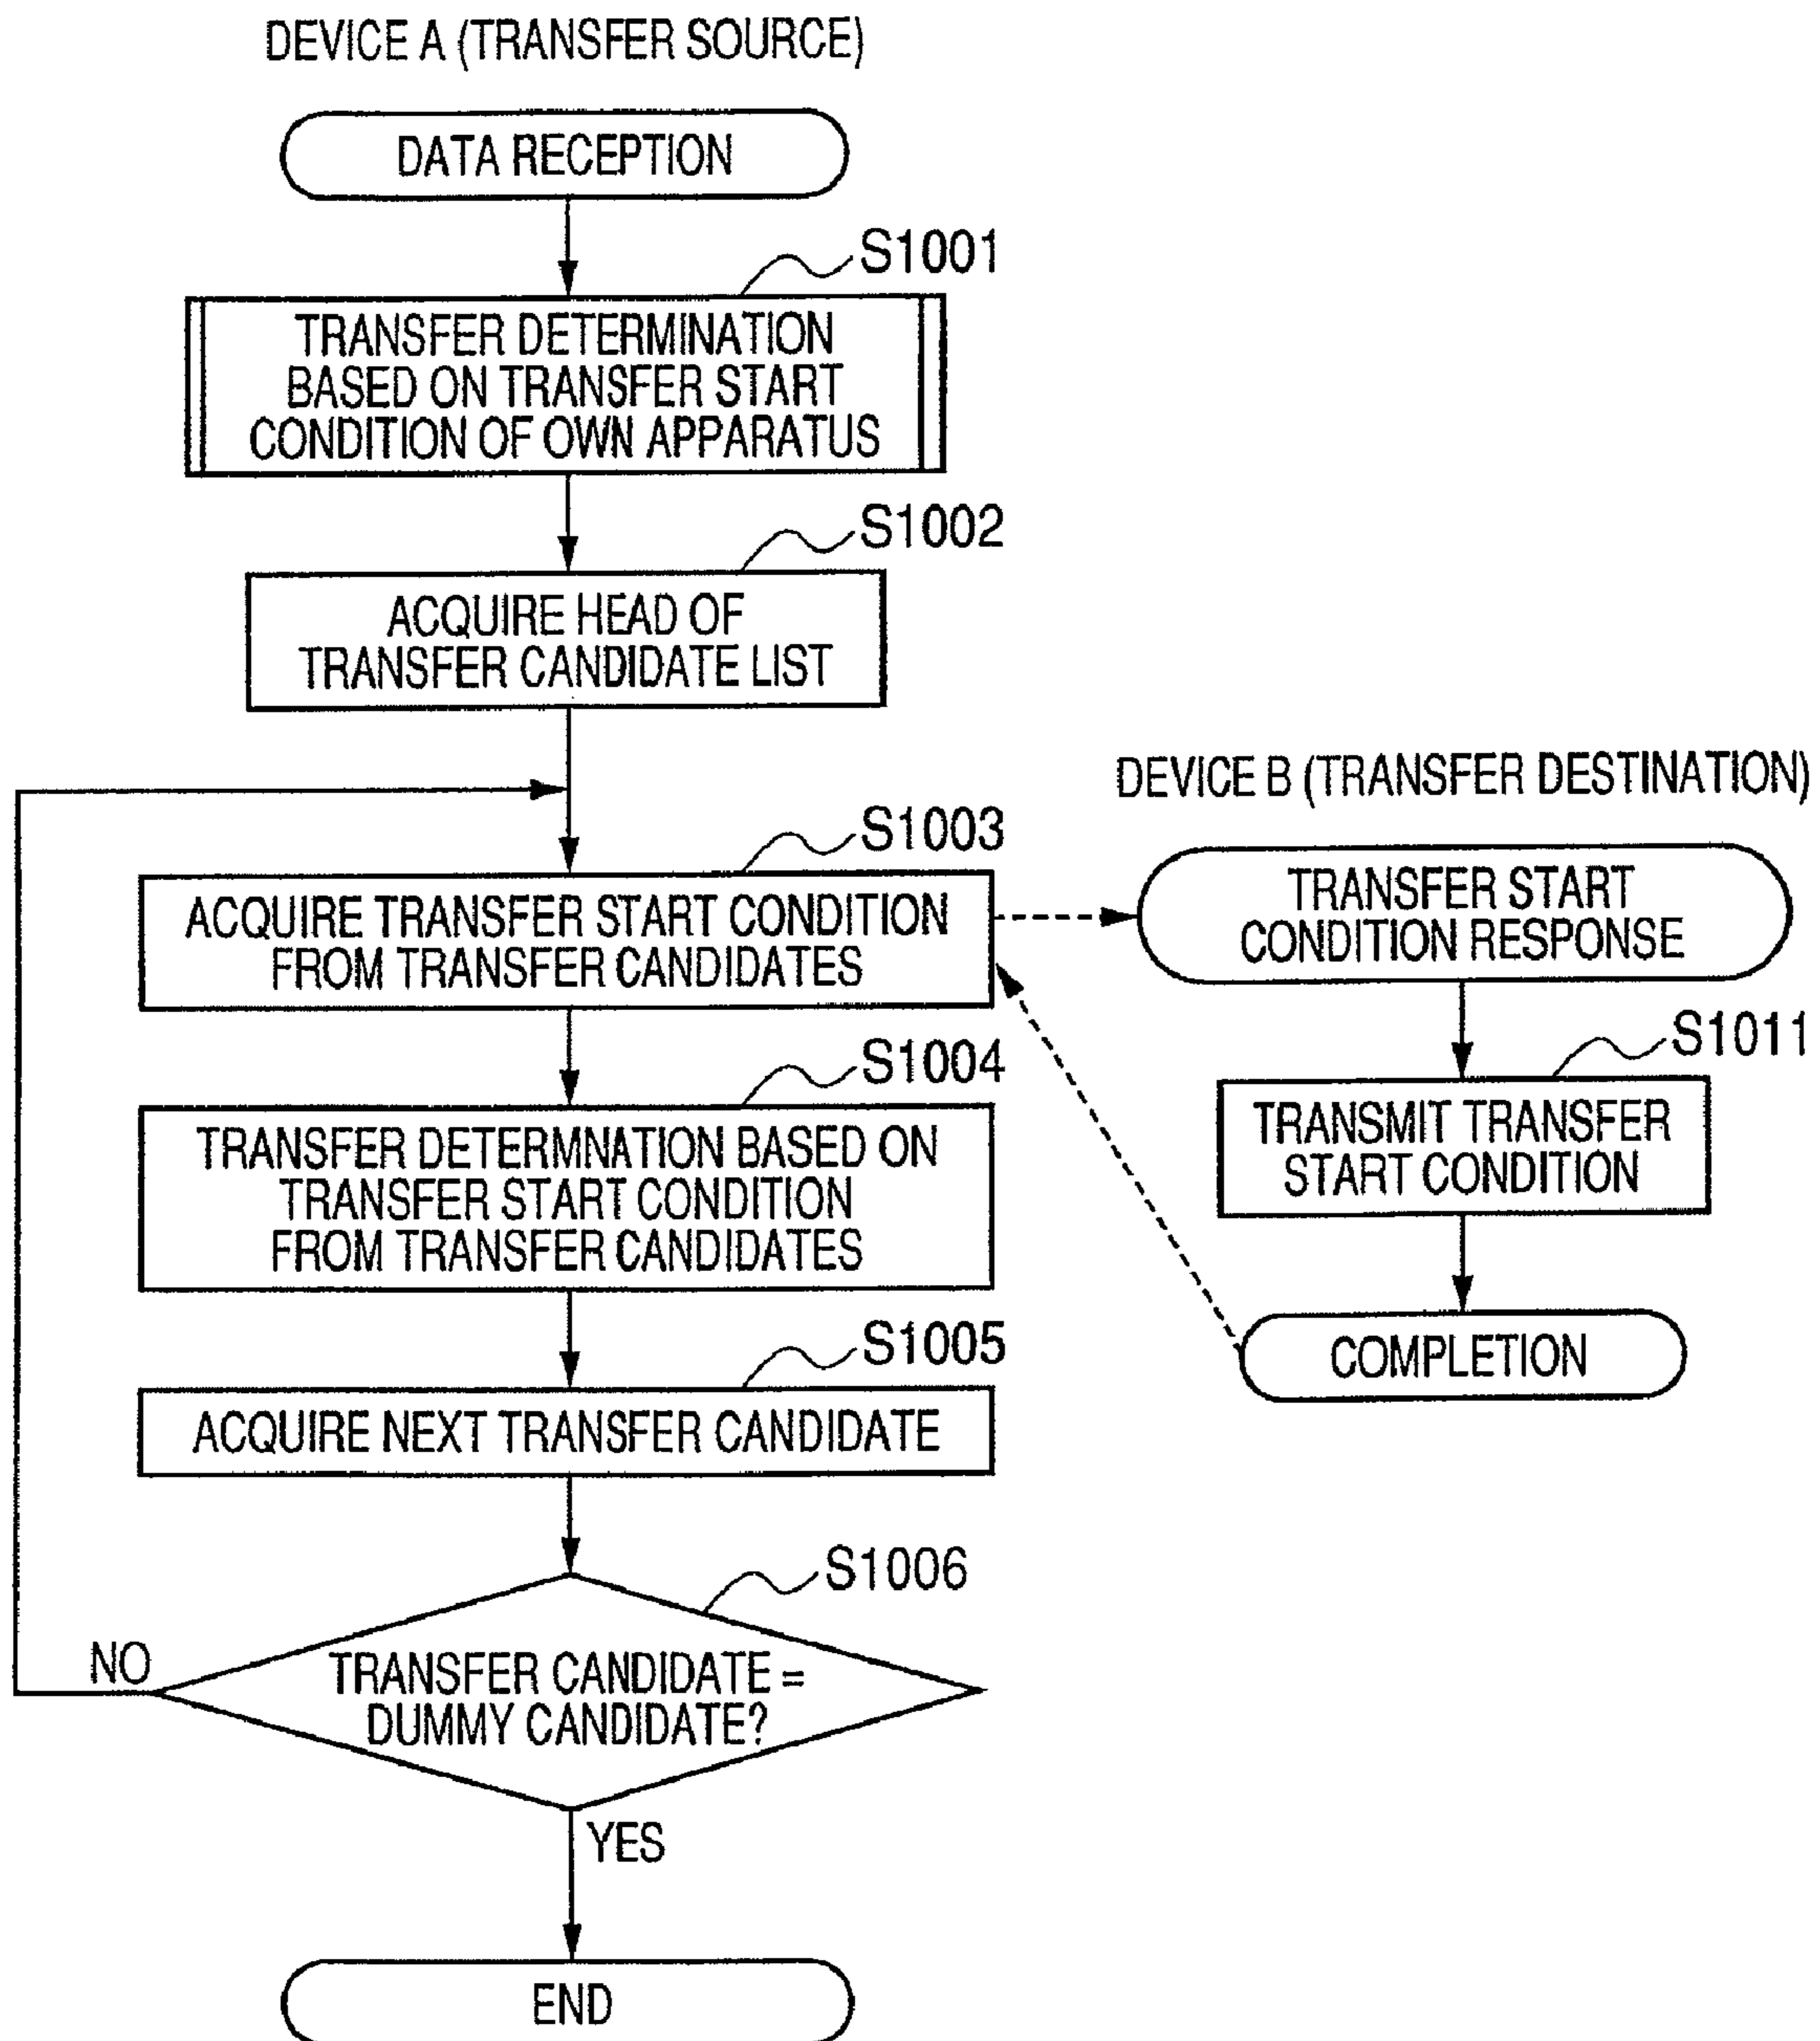 DEVICE A (TRANSFER SOURCE)
DATA RECEPTION
S1001
TRANSFER DETERMINATION
BASED ON TRANSFER START
CONDITION OF OWN APPARATUS
S1002
ACQUIRE HEAD OF
TRANSFER CANDIDATE LIST
DEVICE B (TRANSFER DESTINATION)
S1003
ACQUIRE TRANSFER START CONDITION
FROM TRANSFER CANDIDATES
TRANSFER START
CONDITION RESPONSE
S1011
TRANSMIT TRANSFER
START CONDITION
COMPLETION
S1004
TRANSFER DETERMNATION BASED ON
TRANSFER START CONDITION
FROM TRANSFER CANDIDATES
S1005
ACQUIRE NEXT TRANSFER CANDIDATE
S1006
TRANSFER CANDIDATE =
DUMMY CANDIDATE?
NO
YES
END